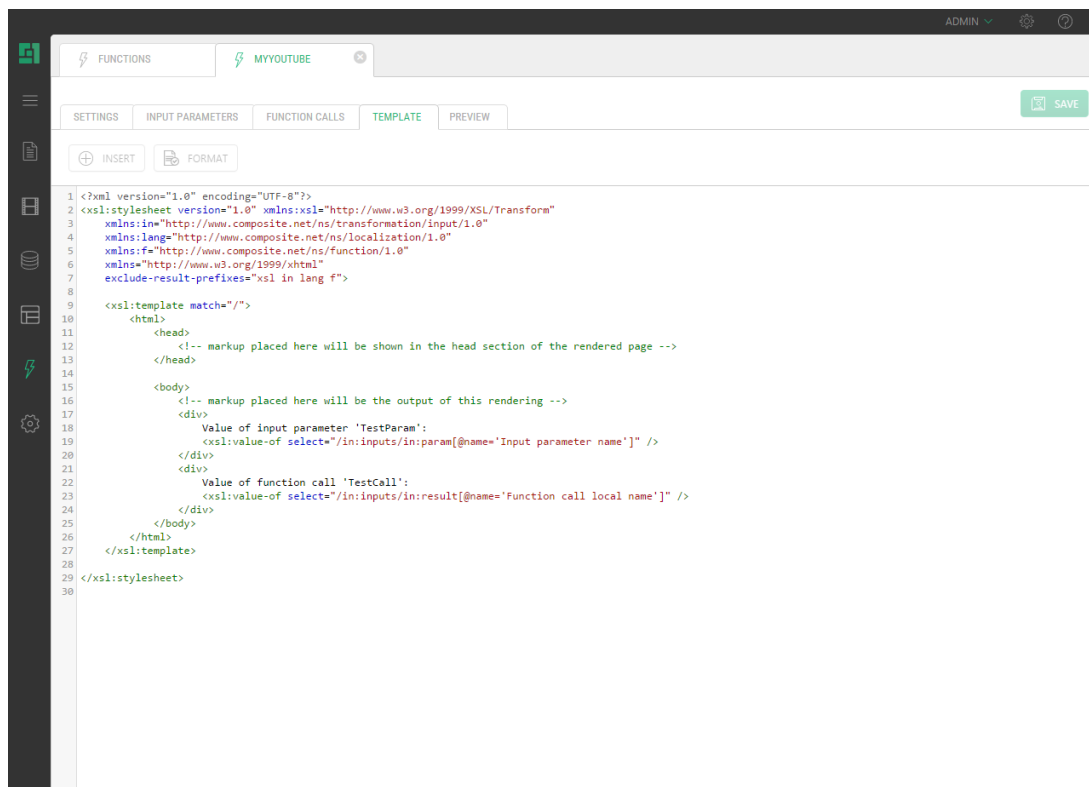 ADMIN
FUNCTIONS
MYYOUTUBE
SAVE
SETTINGS
INPUT PARAMETERS
FUNCTION CALLS
TEMPLATE
PREVIEW
INSERT
FORMAT
1 <?xml version="1.0" encoding="UTF-8"?>
2 <xsl:stylesheet version="1.0" xmlns:xsl="http://www.w3.org/1999/XSL/Transform"
3     xmlns:in="http://www.composite.net/ns/transformation/input/1.0"
4     xmlns:lang="http://www.composite.net/ns/localization/1.0"
5     xmlns:f="http://www.composite.net/ns/function/1.0"
6     xmlns="http://www.w3.org/1999/xhtml"
7     exclude-result-prefixes="xsl in lang f">
8
9     <xsl:template match="/">
10         <html>
11             <head>
12                 <!-- markup placed here will be shown in the head section of the rendered page -->
13             </head>
14
15             <body>
16                 <!-- markup placed here will be the output of this rendering -->
17                 <div>
18                     Value of input parameter 'TestParam':
19                     <xsl:value-of select="/in:inputs/in:param[@name='Input parameter name']" />
20                 </div>
21                 <div>
22                     Value of function call 'TestCall':
23                     <xsl:value-of select="/in:inputs/in:result[@name='Function call local name']" />
24                 </div>
25             </body>
26         </html>
27     </xsl:template>
28
29 </xsl:stylesheet>
30